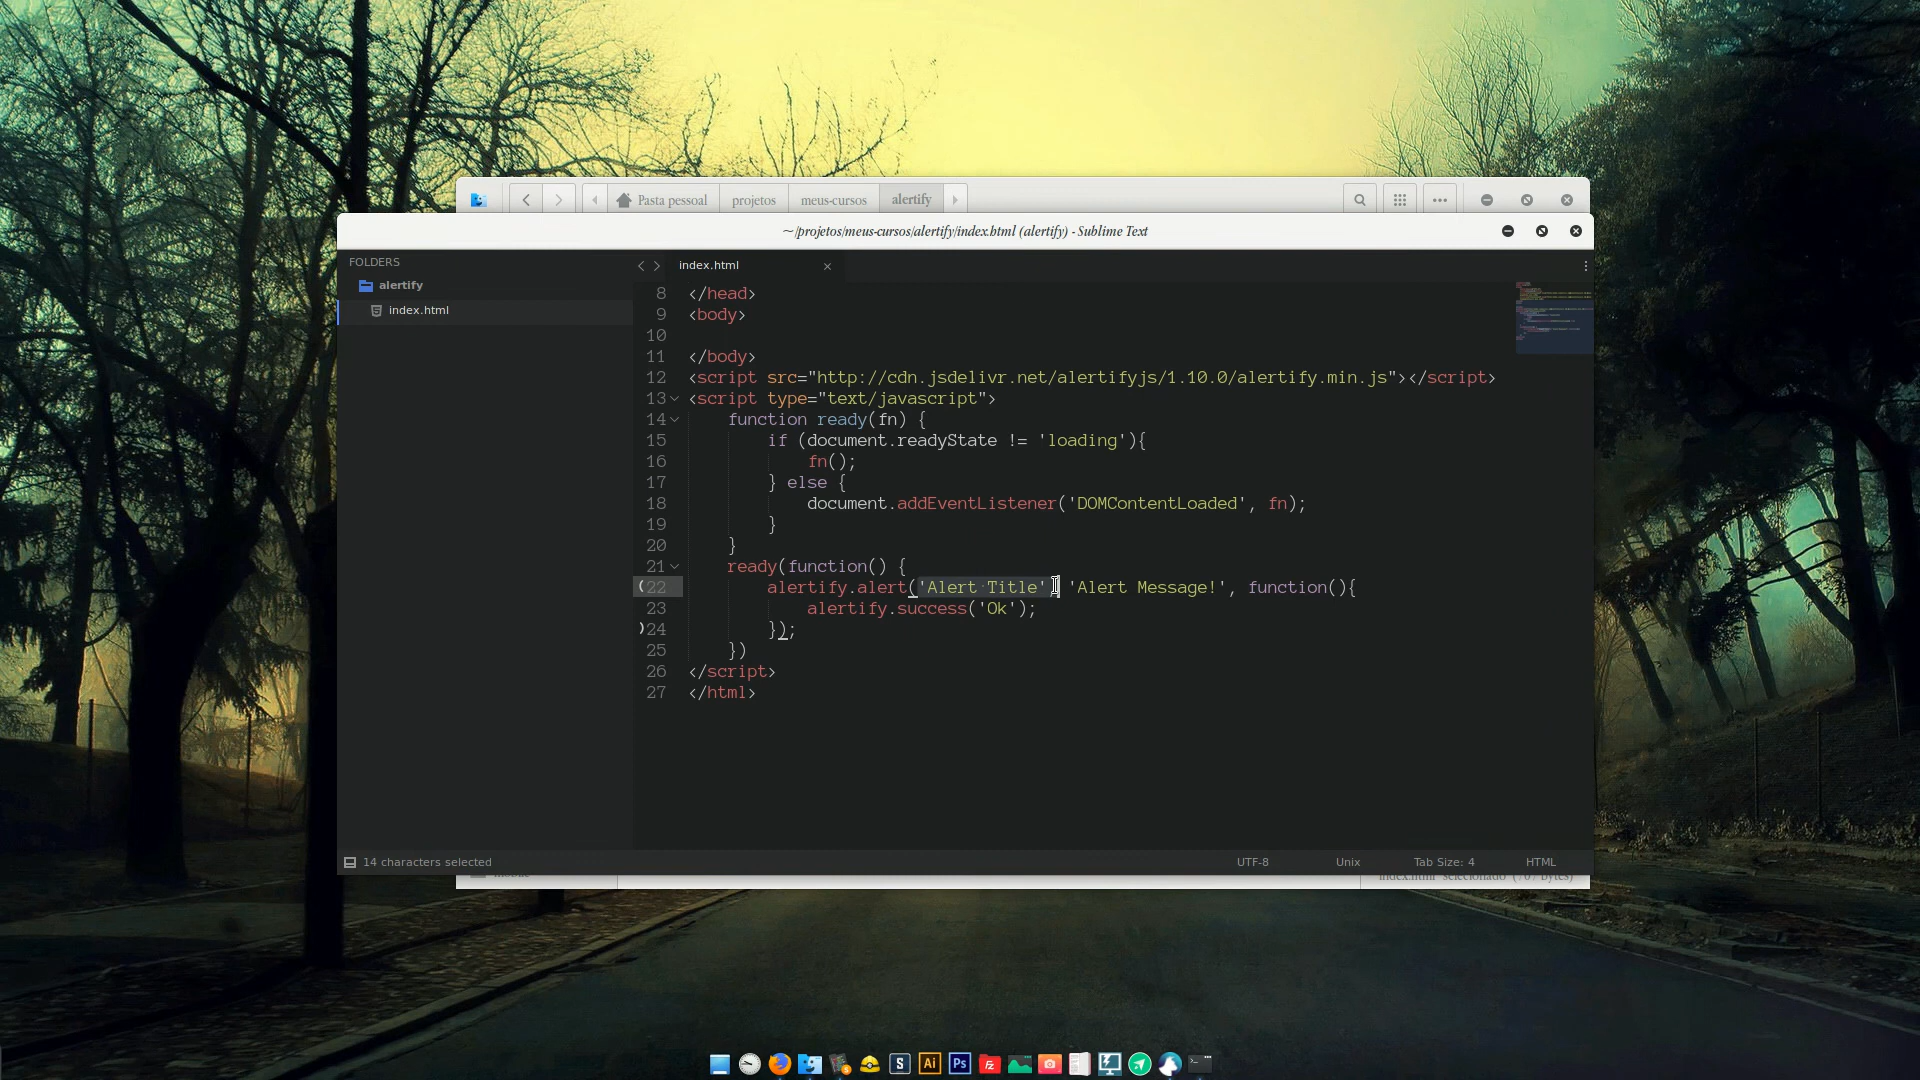 Pasta pessoal projetos meus-cursos alertify
~/projetos/meus-cursos/alertify/index.html (alertify) - Sublime Text
FOLDERS
alertify
index.html
index.html
8 </head>
9 <body>
10
11 </body>
12 <script src="http://cdn.jsdelivr.net/alertifyjs/1.10.0/alertify.min.js"></script>
13 <script type="text/javascript">
14 function ready(fn) {
15 if (document.readyState != 'loading'){
16 fn();
17 } else {
18 document.addEventListener('DOMContentLoaded', fn);
19 }
20 }
21 ready(function() {
22 alertify.alert('Alert Title', 'Alert Message!', function(){
23 alertify.success('Ok');
24 });
25 })
26 </script>
27 </html>
14 characters selected UTF-8 Unix Tab Size: 4 HTML
S Ai Ps Fz